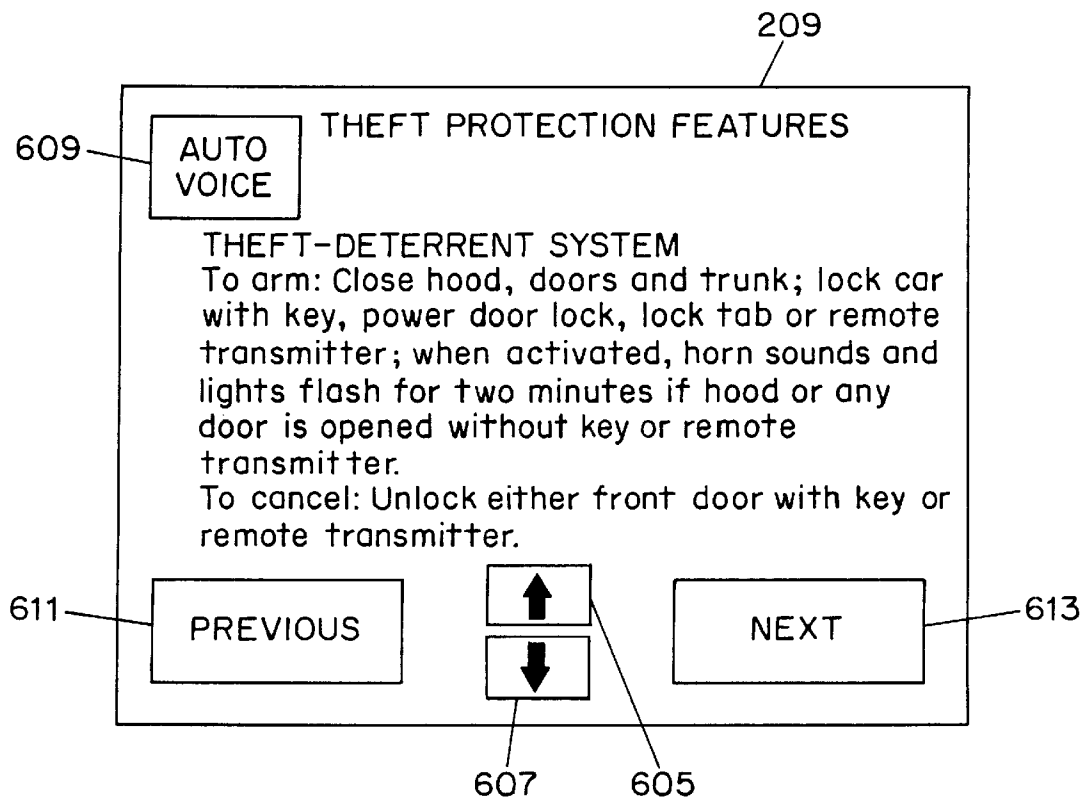 209
THEFT PROTECTION FEATURES
609
AUTO
VOICE
THEFT-DETERRENT SYSTEM
To arm: Close hood, doors and trunk; lock car
with key, power door lock, lock tab or remote
transmitter; when activated, horn sounds and
lights flash for two minutes if hood or any
door is opened without key or remote
transmitter.
To cancel: Unlock either front door with key or
remote transmitter.
611
PREVIOUS
NEXT
613
607
605